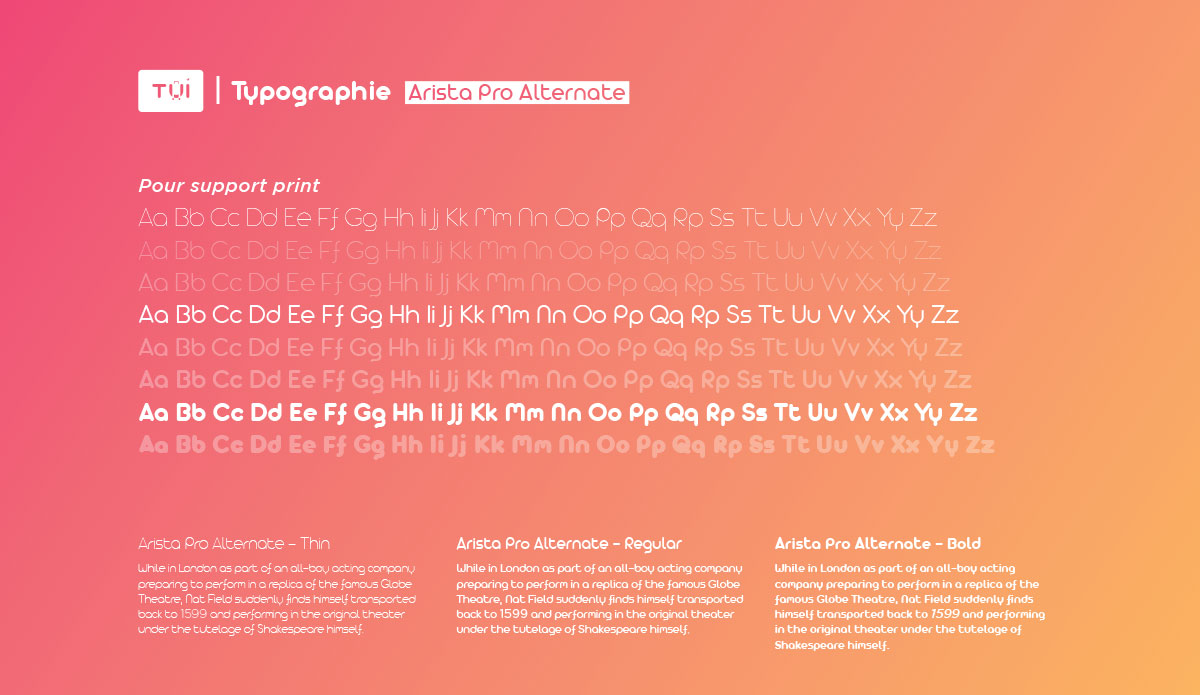 TUI | Typographie Arista Pro Alternate
Pour support print
Aa Bb Cc Dd Ee Ff Gg Hh Ii Jj Kk Mm Nn Oo Pp Qq Rp Ss Tt Uu Vv Xx Yy Zz
Aa Bb Cc Dd Ee Ff Gg Hh Ii Jj Kk Mm Nn Oo Pp Qq Rp Ss Tt Uu Vv Xx Yy Zz
Aa Bb Cc Dd Ee Ff Gg Hh Ii Jj Kk Mm Nn Oo Pp Qq Rp Ss Tt Uu Vv Xx Yy Zz
Aa Bb Cc Dd Ee Ff Gg Hh Ii Jj Kk Mm Nn Oo Pp Qq Rp Ss Tt Uu Vv Xx Yy Zz
Aa Bb Cc Dd Ee Ff Gg Hh Ii Jj Kk Mm Nn Oo Pp Qq Rp Ss Tt Uu Vv Xx Yy Zz
Aa Bb Cc Dd Ee Ff Gg Hh Ii Jj Kk Mm Nn Oo Pp Qq Rp Ss Tt Uu Vv Xx Yy Zz
Aa Bb Cc Dd Ee Ff Gg Hh Ii Jj Kk Mm Nn Oo Pp Qq Rp Ss Tt Uu Vv Xx Yy Zz
Aa Bb Cc Dd Ee Ff Gg Hh Ii Jj Kk Mm Nn Oo Pp Qq Rp Ss Tt Uu Vv Xx Yy Zz
Arista Pro Alternate - Thin
While in London as part of an all-boy acting company
preparing to perform in a replica of the famous Globe
Theatre, Nat Field suddenly finds himself transported
back to 1599 and performing in the original theater
under the tutelage of Shakespeare himself.
Arista Pro Alternate - Regular
While in London as part of an all-boy acting company
preparing to perform in a replica of the famous Globe
Theatre, Nat Field suddenly finds himself transported
back to 1599 and performing in the original theater
under the tutelage of Shakespeare himself.
Arista Pro Alternate - Bold
While in London as part of an all-boy acting
company preparing to perform in a replica of the
famous Globe Theatre, Nat Field suddenly finds
himself transported back to 1599 and performing
in the original theater under the tutelage of
Shakespeare himself.